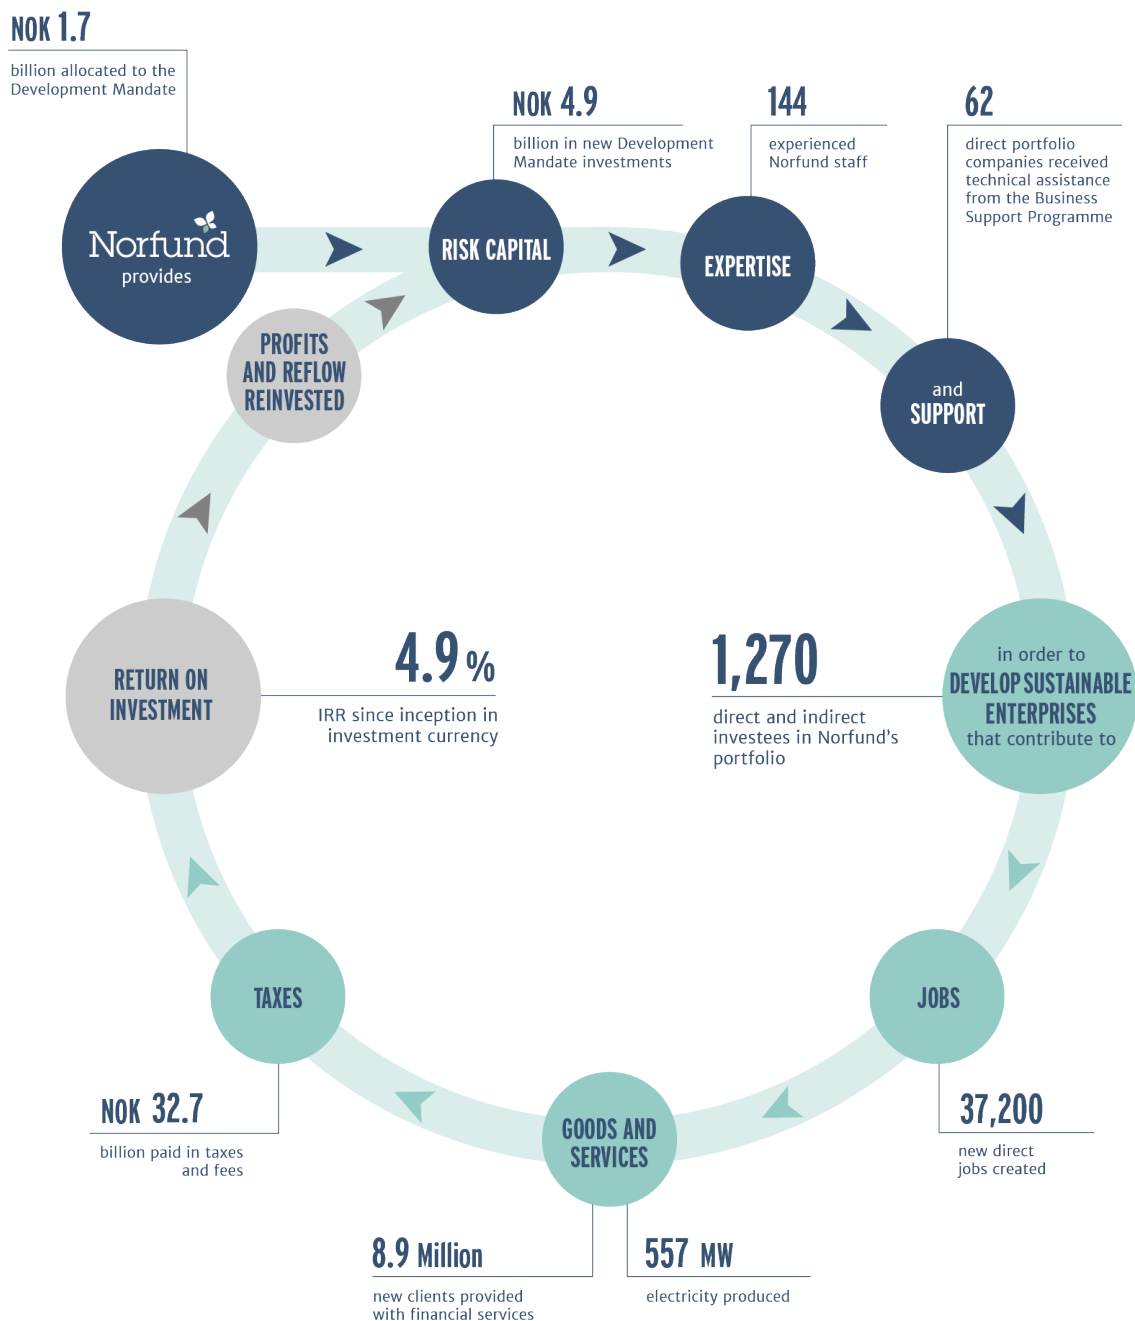 NOK 1.7
billion allocated to the
Development Mandate
Norfund
provides
NOK 4.9
billion in new Development
Mandate investments
RISK CAPITAL
144
experienced
Norfund staff
EXPERTISE
62
direct portfolio
companies received
technical assistance
from the Business
Support Programme
and
SUPPORT
in order to
DEVELOP SUSTAINABLE
ENTERPRISES
that contribute to
1,270
direct and indirect
investees in Norfund’s
portfolio
JOBS
37,200
new direct
jobs created
GOODS AND
SERVICES
557 MW
electricity produced
8.9 Million
new clients provided
with financial services
TAXES
NOK 32.7
billion paid in taxes
and fees
RETURN ON
INVESTMENT
4.9 %
IRR since inception in
investment currency
PROFITS
AND REFLOW
REINVESTED